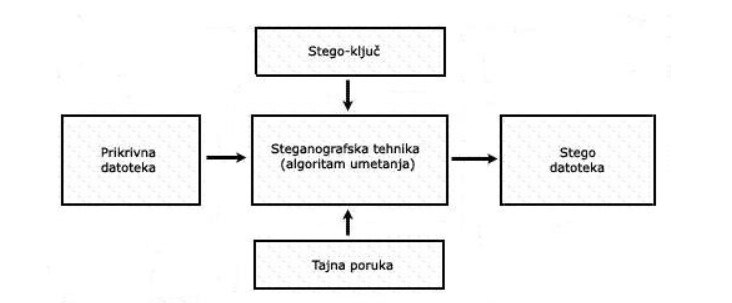 Stego-ključ
Prikrivna
datoteka
Steganografska tehnika
(algoritam umetanja)
Stego
datoteka
Tajna poruka